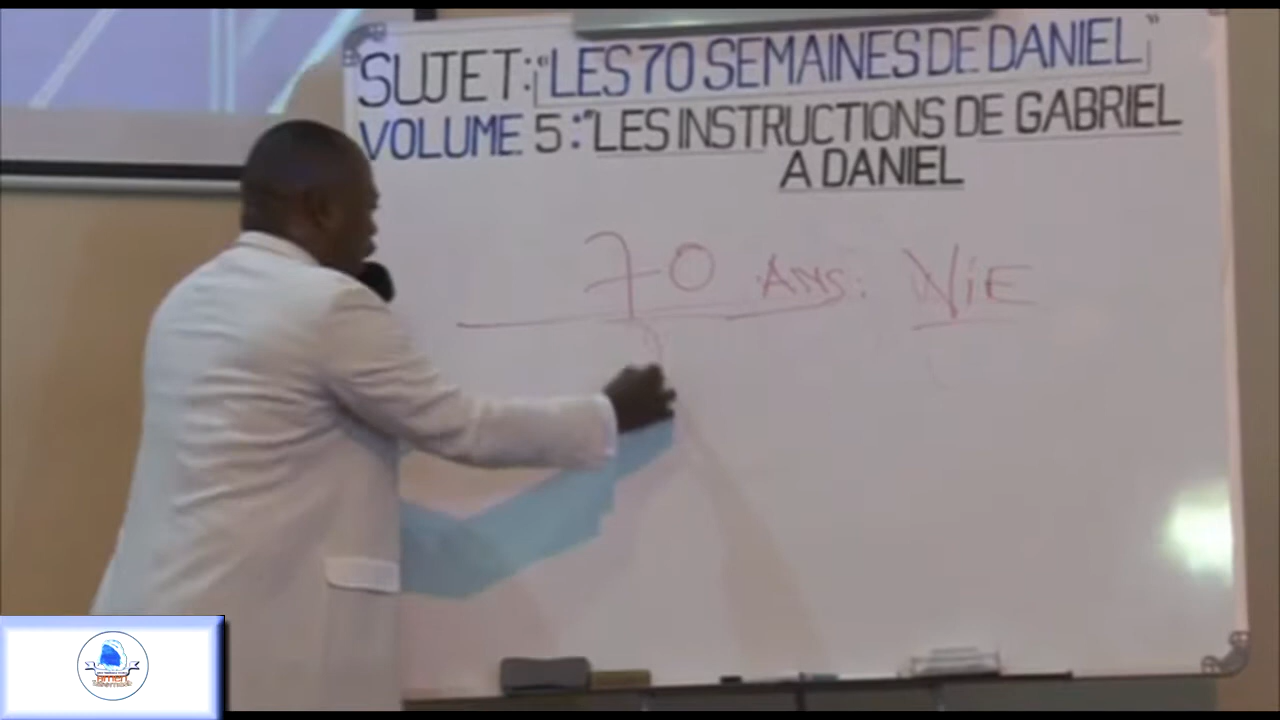 SUJET: "LES 70 SEMAINES DE DANIEL"
VOLUME 5: "LES INSTRUCTIONS DE GABRIEL
A DANIEL
70 Ans: ViE